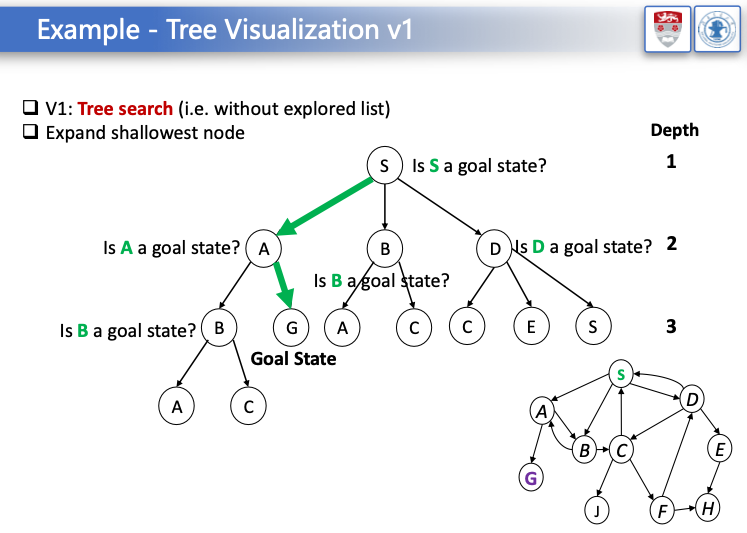 Example - Tree Visualization v1
❑ V1: Tree search (i.e. without explored list)
❑ Expand shallowest node
Depth
S Is S a goal state? 1
Is A a goal state? A B D Is D a goal state? 2
Is B a goal state?
Is B a goal state? B G A C C E S 3
Goal State
A C
S
A D
B C E
G
J F H